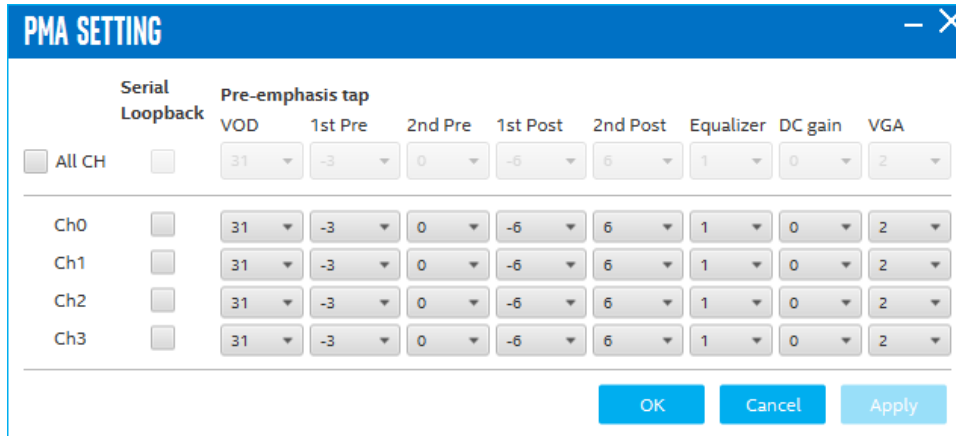 PMA SETTING
Serial Loopback
Pre-emphasis tap
VOD 1st Pre 2nd Pre 1st Post 2nd Post Equalizer DC gain VGA
All CH 31 -3 0 -6 6 1 0 2
Ch0 31 -3 0 -6 6 1 0 2
Ch1 31 -3 0 -6 6 1 0 2
Ch2 31 -3 0 -6 6 1 0 2
Ch3 31 -3 0 -6 6 1 0 2
OK Cancel Apply